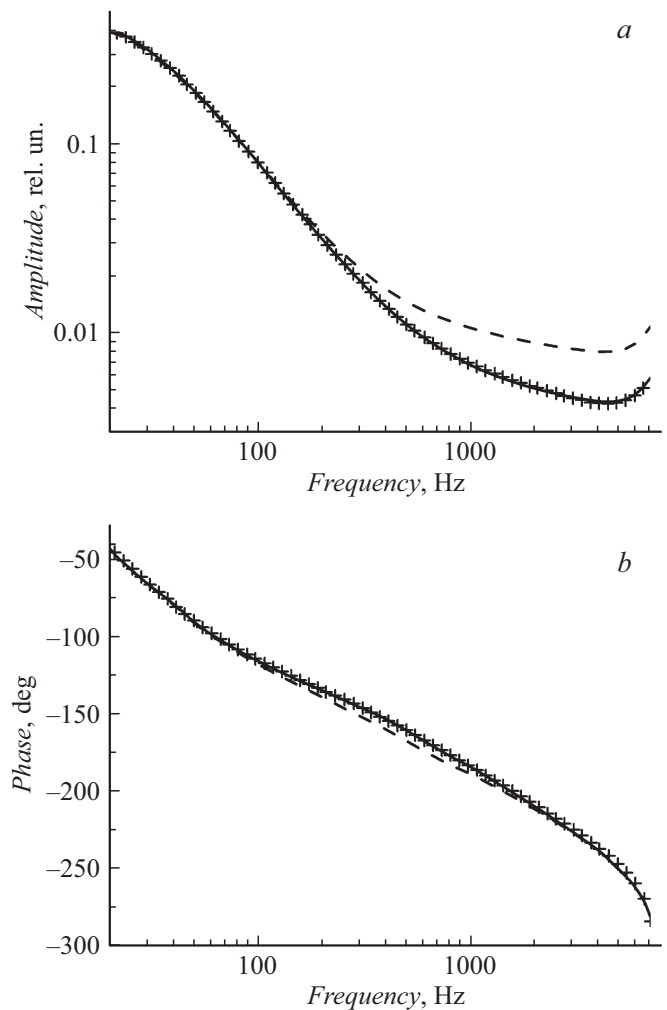 a
0.1
0.01
Amplitude, rel. un.
100
1000
Frequency, Hz
b
–50
–100
–150
–200
–250
–300
Phase, deg
100
1000
Frequency, Hz